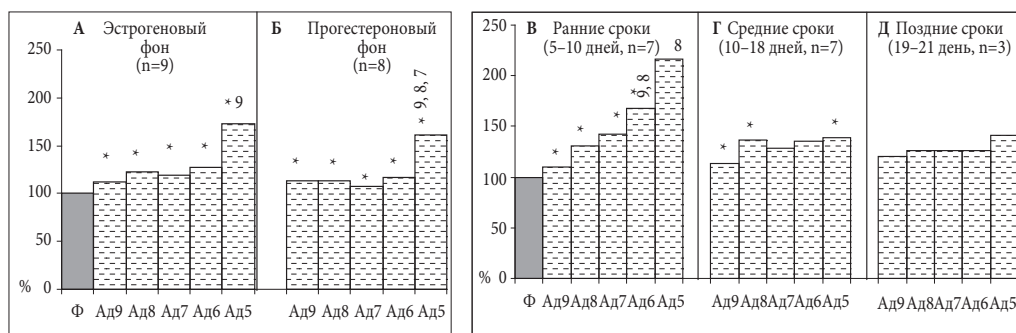 А Эстрогеновый
фон
(n=9)
Б Прогестероновый
фон
(n=8)
250
200
150
100
50
% 0
* * * * * 9
* * * * * 9, 8, 7
Ф Ад9 Ад8 Ад7 Ад6 Ад5
Ад9 Ад8 Ад7 Ад6 Ад5
В Ранние сроки
(5–10 дней, n=7)
Г Средние сроки
(10–18 дней, n=7)
Д Поздние сроки
(19–21 день, n=3)
250
200
150
100
50
% 0
* * * * 9, 8 8
* * *
Ф Ад9 Ад8 Ад7 Ад6 Ад5
Ад9 Ад8 Ад7 Ад6 Ад5
Ад9 Ад8 Ад7 Ад6 Ад5